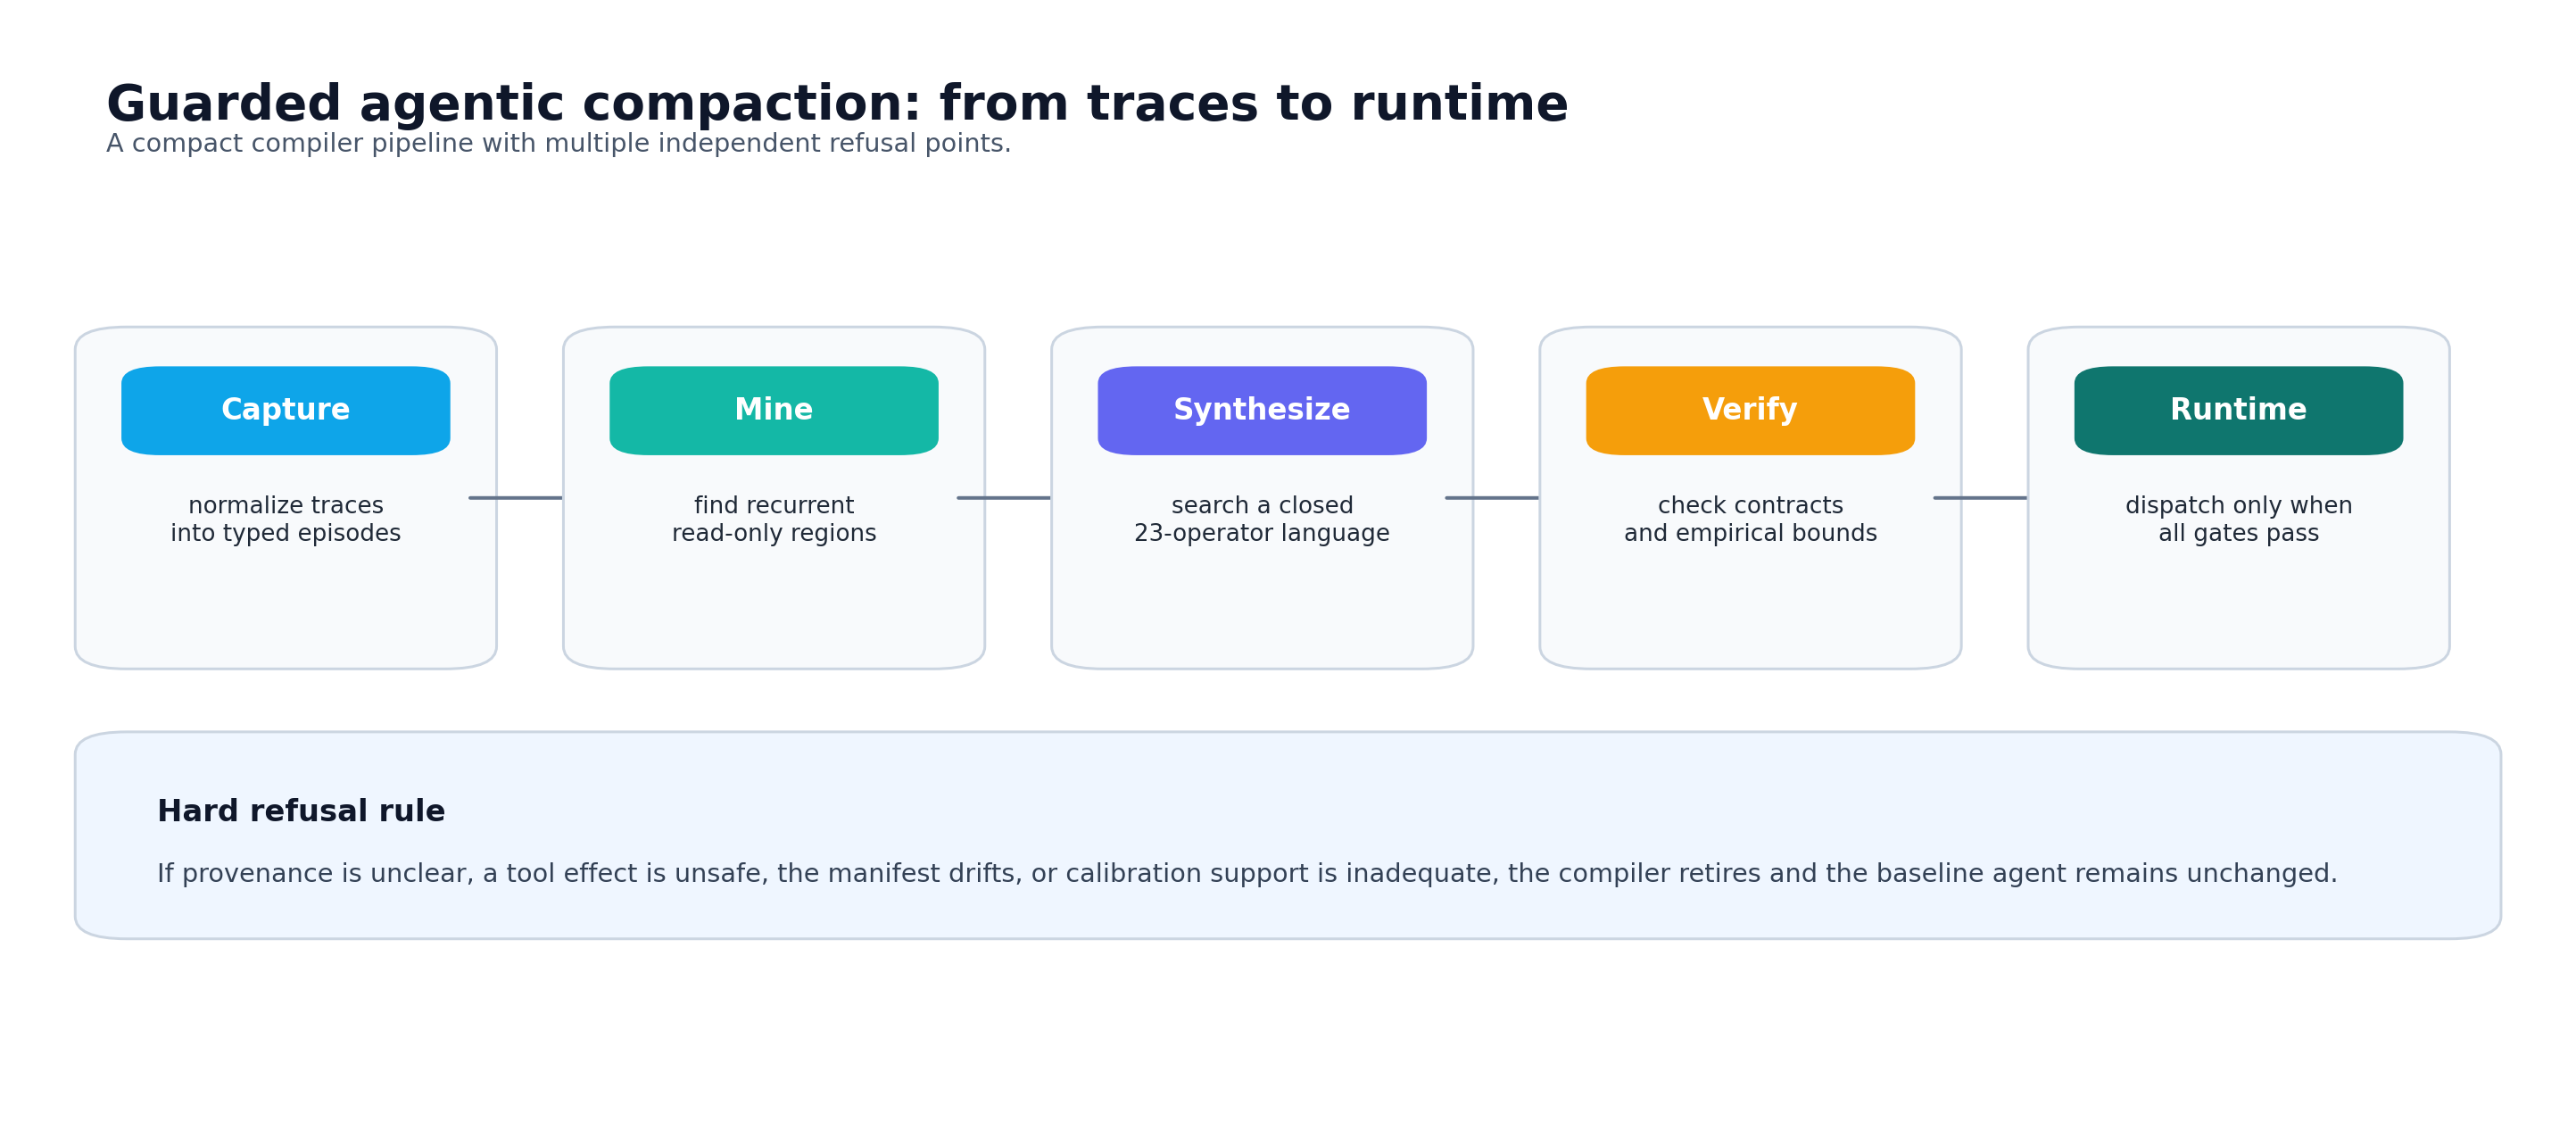 Guarded agentic compaction: from traces to runtime
A compact compiler pipeline with multiple independent refusal points.
Capture
normalize traces
into typed episodes
Mine
find recurrent
read-only regions
Synthesize
search a closed
23-operator language
Verify
check contracts
and empirical bounds
Runtime
dispatch only when
all gates pass
Hard refusal rule
If provenance is unclear, a tool effect is unsafe, the manifest drifts, or calibration support is inadequate, the compiler retires and the baseline agent remains unchanged.